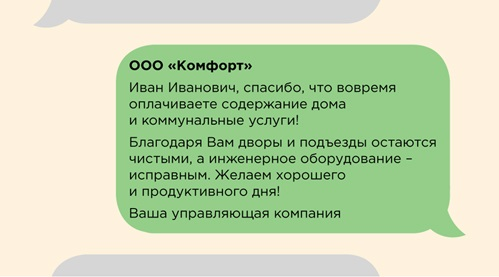 ООО «Комфорт»
Иван Иванович, спасибо, что вовремя
оплачиваете содержание дома
и коммунальные услуги!
Благодаря Вам дворы и подъезды остаются
чистыми, а инженерное оборудование –
исправным. Желаем хорошего
и продуктивного дня!
Ваша управляющая компания